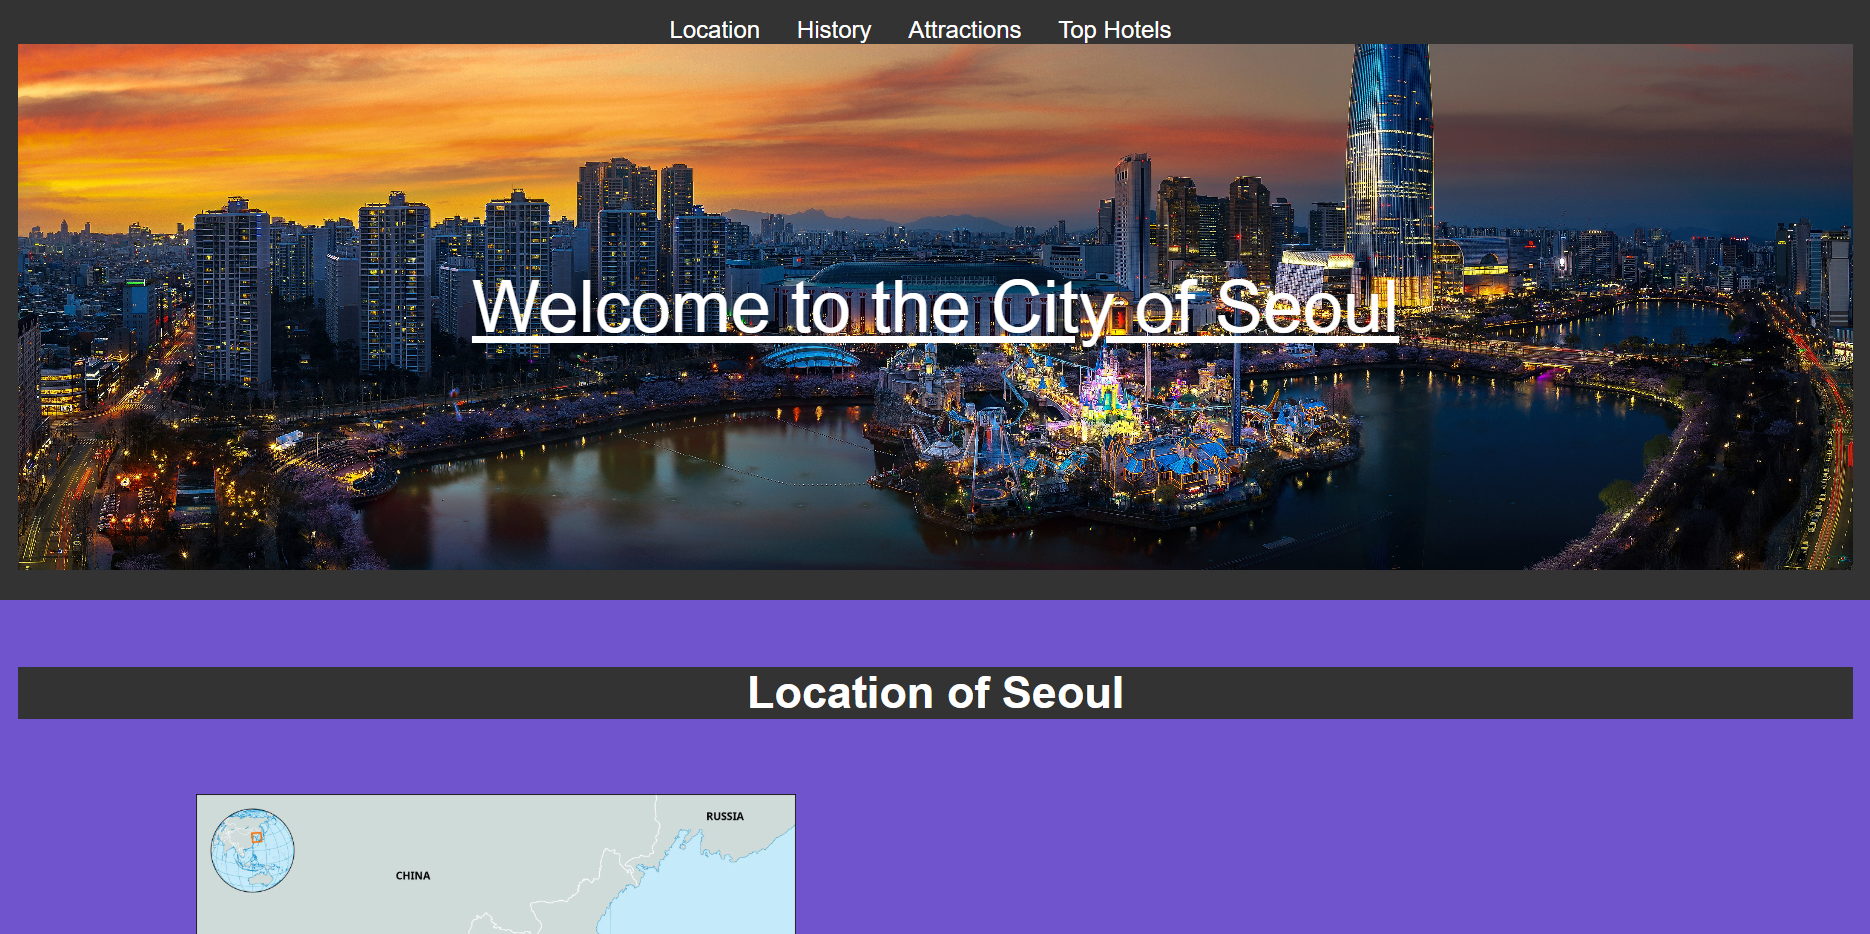 Location History Attractions Top Hotels
Welcome to the City of Seoul
Location of Seoul
RUSSIA
CHINA